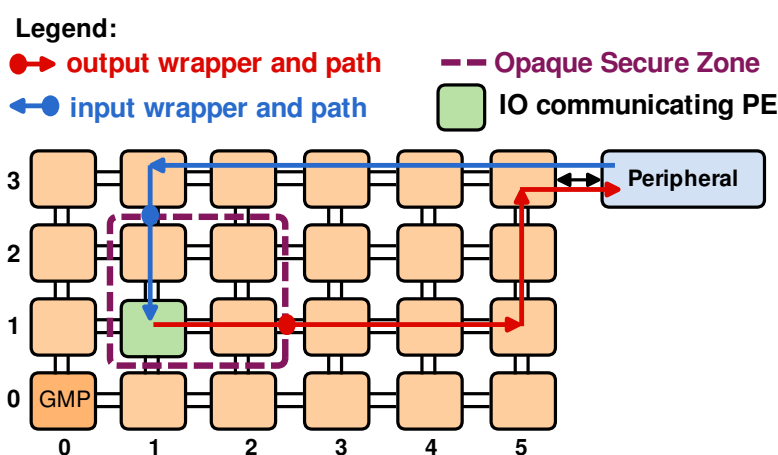 Legend:
output wrapper and path
Opaque Secure Zone
input wrapper and path
IO communicating PE
3
Peripheral
2
1
0
GMP
0 1 2 3 4 5